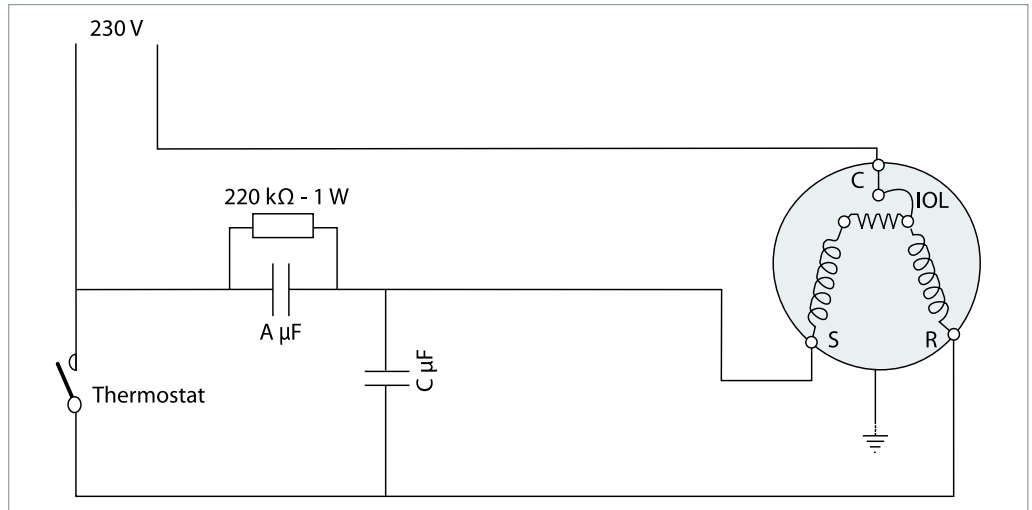 230 V
C
IOL
220 kΩ - 1 W
A µF
S
R
C µF
Thermostat